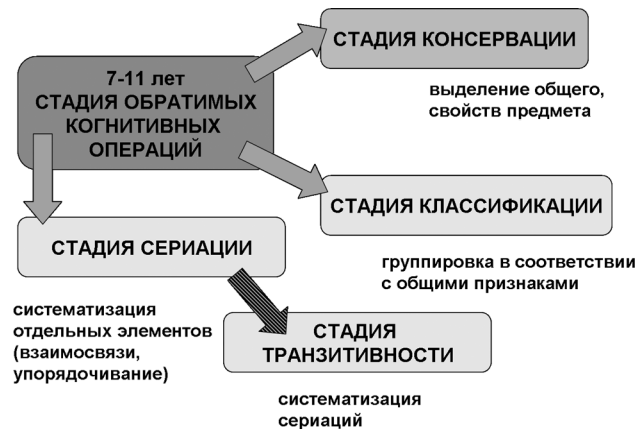 СТАДИЯ КОНСЕРВАЦИИ
выделение общего,
свойств предмета
7-11 лет
СТАДИЯ ОБРАТИМЫХ
КОГНИТИВНЫХ
ОПЕРАЦИЙ
СТАДИЯ КЛАССИФИКАЦИИ
группировка в соответствии
с общими признаками
СТАДИЯ СЕРИАЦИИ
систематизация
отдельных элементов
(взаимосвязи,
упорядочивание)
СТАДИЯ
ТРАНЗИТИВНОСТИ
систематизация
сериаций